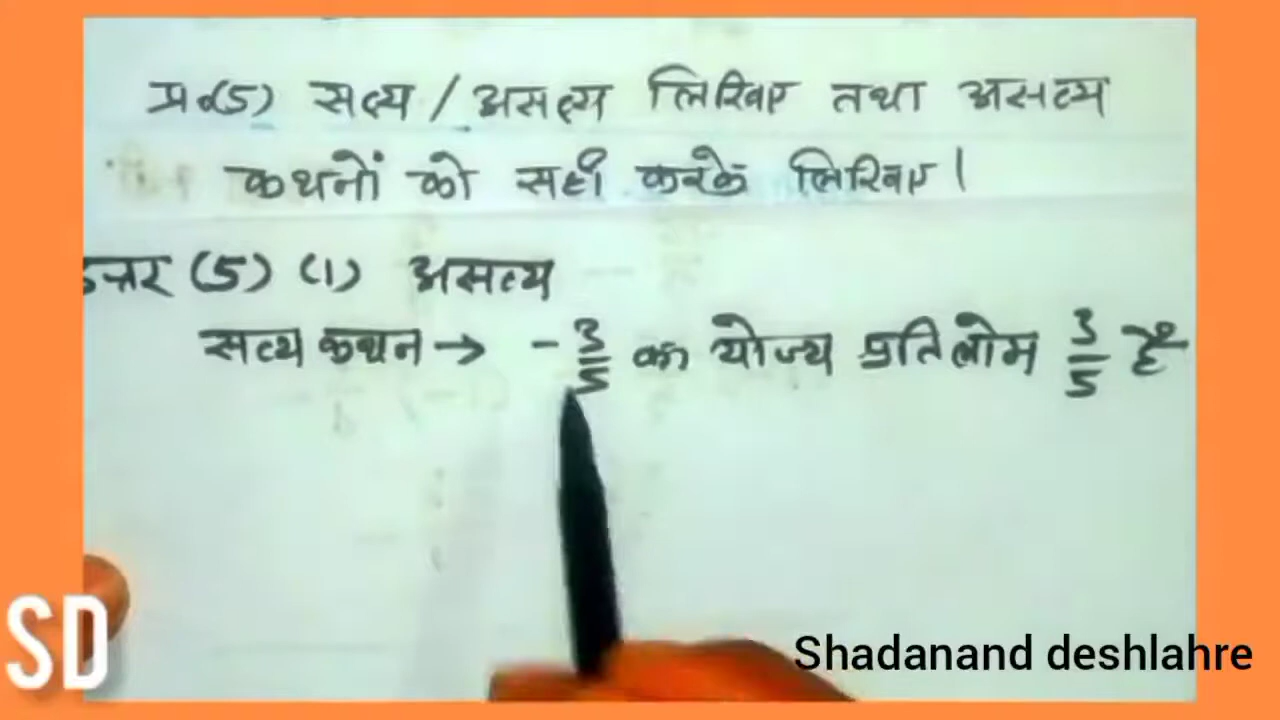 प्र०(5) सत्य / असत्य लिखिए तथा असत्य
कथनों को सही करके लिखिए।
उत्तर (5) (1) असत्य
सत्य कथन → -3/5 का योज्य प्रतिलोम 3/5 है
SD
Shadanand deshlahre